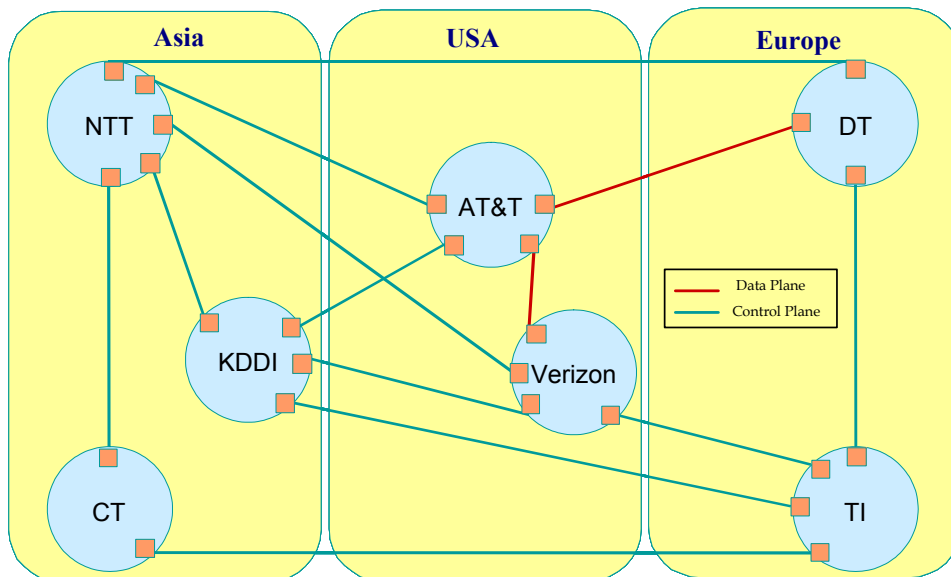 Asia
USA
Europe
NTT
DT
AT&T
Data Plane
Control Plane
KDDI
Verizon
CT
TI